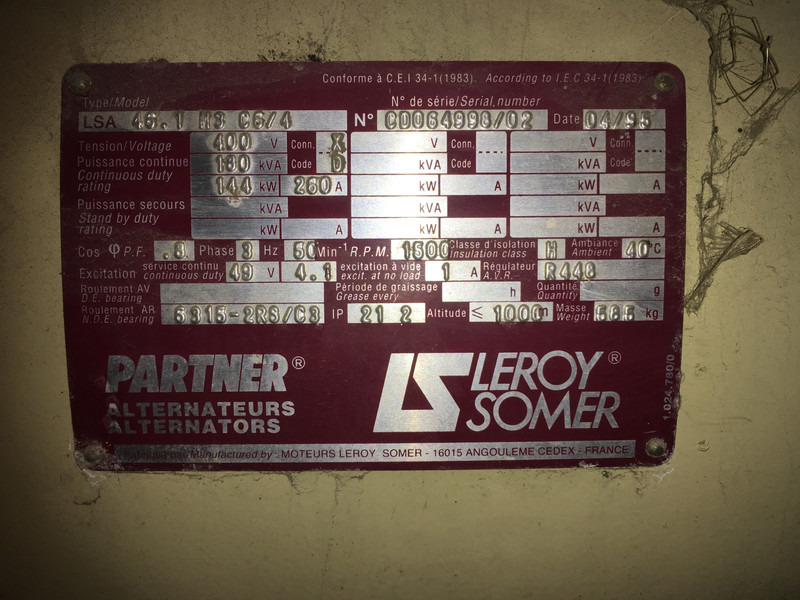 Conforme à C.E.I 34-1(1983). According to I.E.C 34-1(1983)
Type/Model N° de série/Serial number
LSA 46.1 M3 C6/4 N° CD064998/02 Date 04/95
Tension/Voltage 400 V Conn. X V Conn. V Conn.
Puissance continue 180 kVA Code D kVA Code kVA Code
Continuous duty rating 144 kW 260 A kW A kW A
Puissance secours kVA kVA kVA
Stand by duty rating kW A kW A kW A
Cos φ P.F. .8 Phase 3 Hz 50 Min-1 R.P.M. 1500 Classe d'isolation Insulation class H Ambiance Ambient 40 °C
Excitation service continu continuous duty 49 V 4.1 excitation à vide excit. at no load 1 A Régulateur A.V.R. R448
Roulement AV D.E. bearing Période de graissage Grease every h Quantité Quantity g
Roulement AR N.D.E. bearing 6315-2RS/C3 IP 21 2 Altitude ≤ 1000 m Masse Weight 585 kg
PARTNER® LS LEROY® SOMER
ALTERNATEURS
ALTERNATORS
1.024.780/0
Manufactured by - MOTEURS LEROY SOMER - 16015 ANGOULEME CEDEX - FRANCE